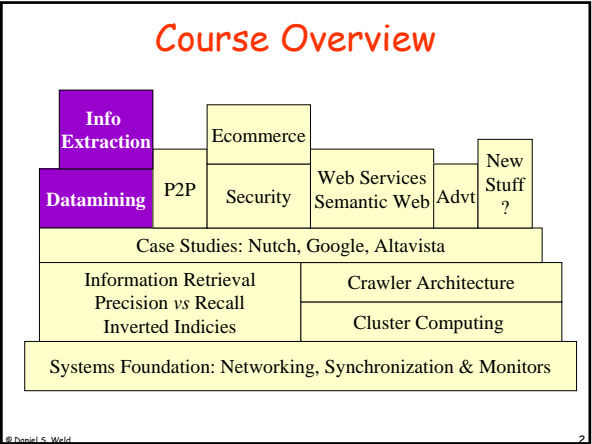 Course Overview
Info
Extraction
Ecommerce
Datamining
P2P
Security
Web Services
Semantic Web
Advt
New
Stuff
?
Case Studies: Nutch, Google, Altavista
Information Retrieval
Precision vs Recall
Inverted Indicies
Crawler Architecture
Cluster Computing
Systems Foundation: Networking, Synchronization & Monitors
© Daniel S. Weld
2